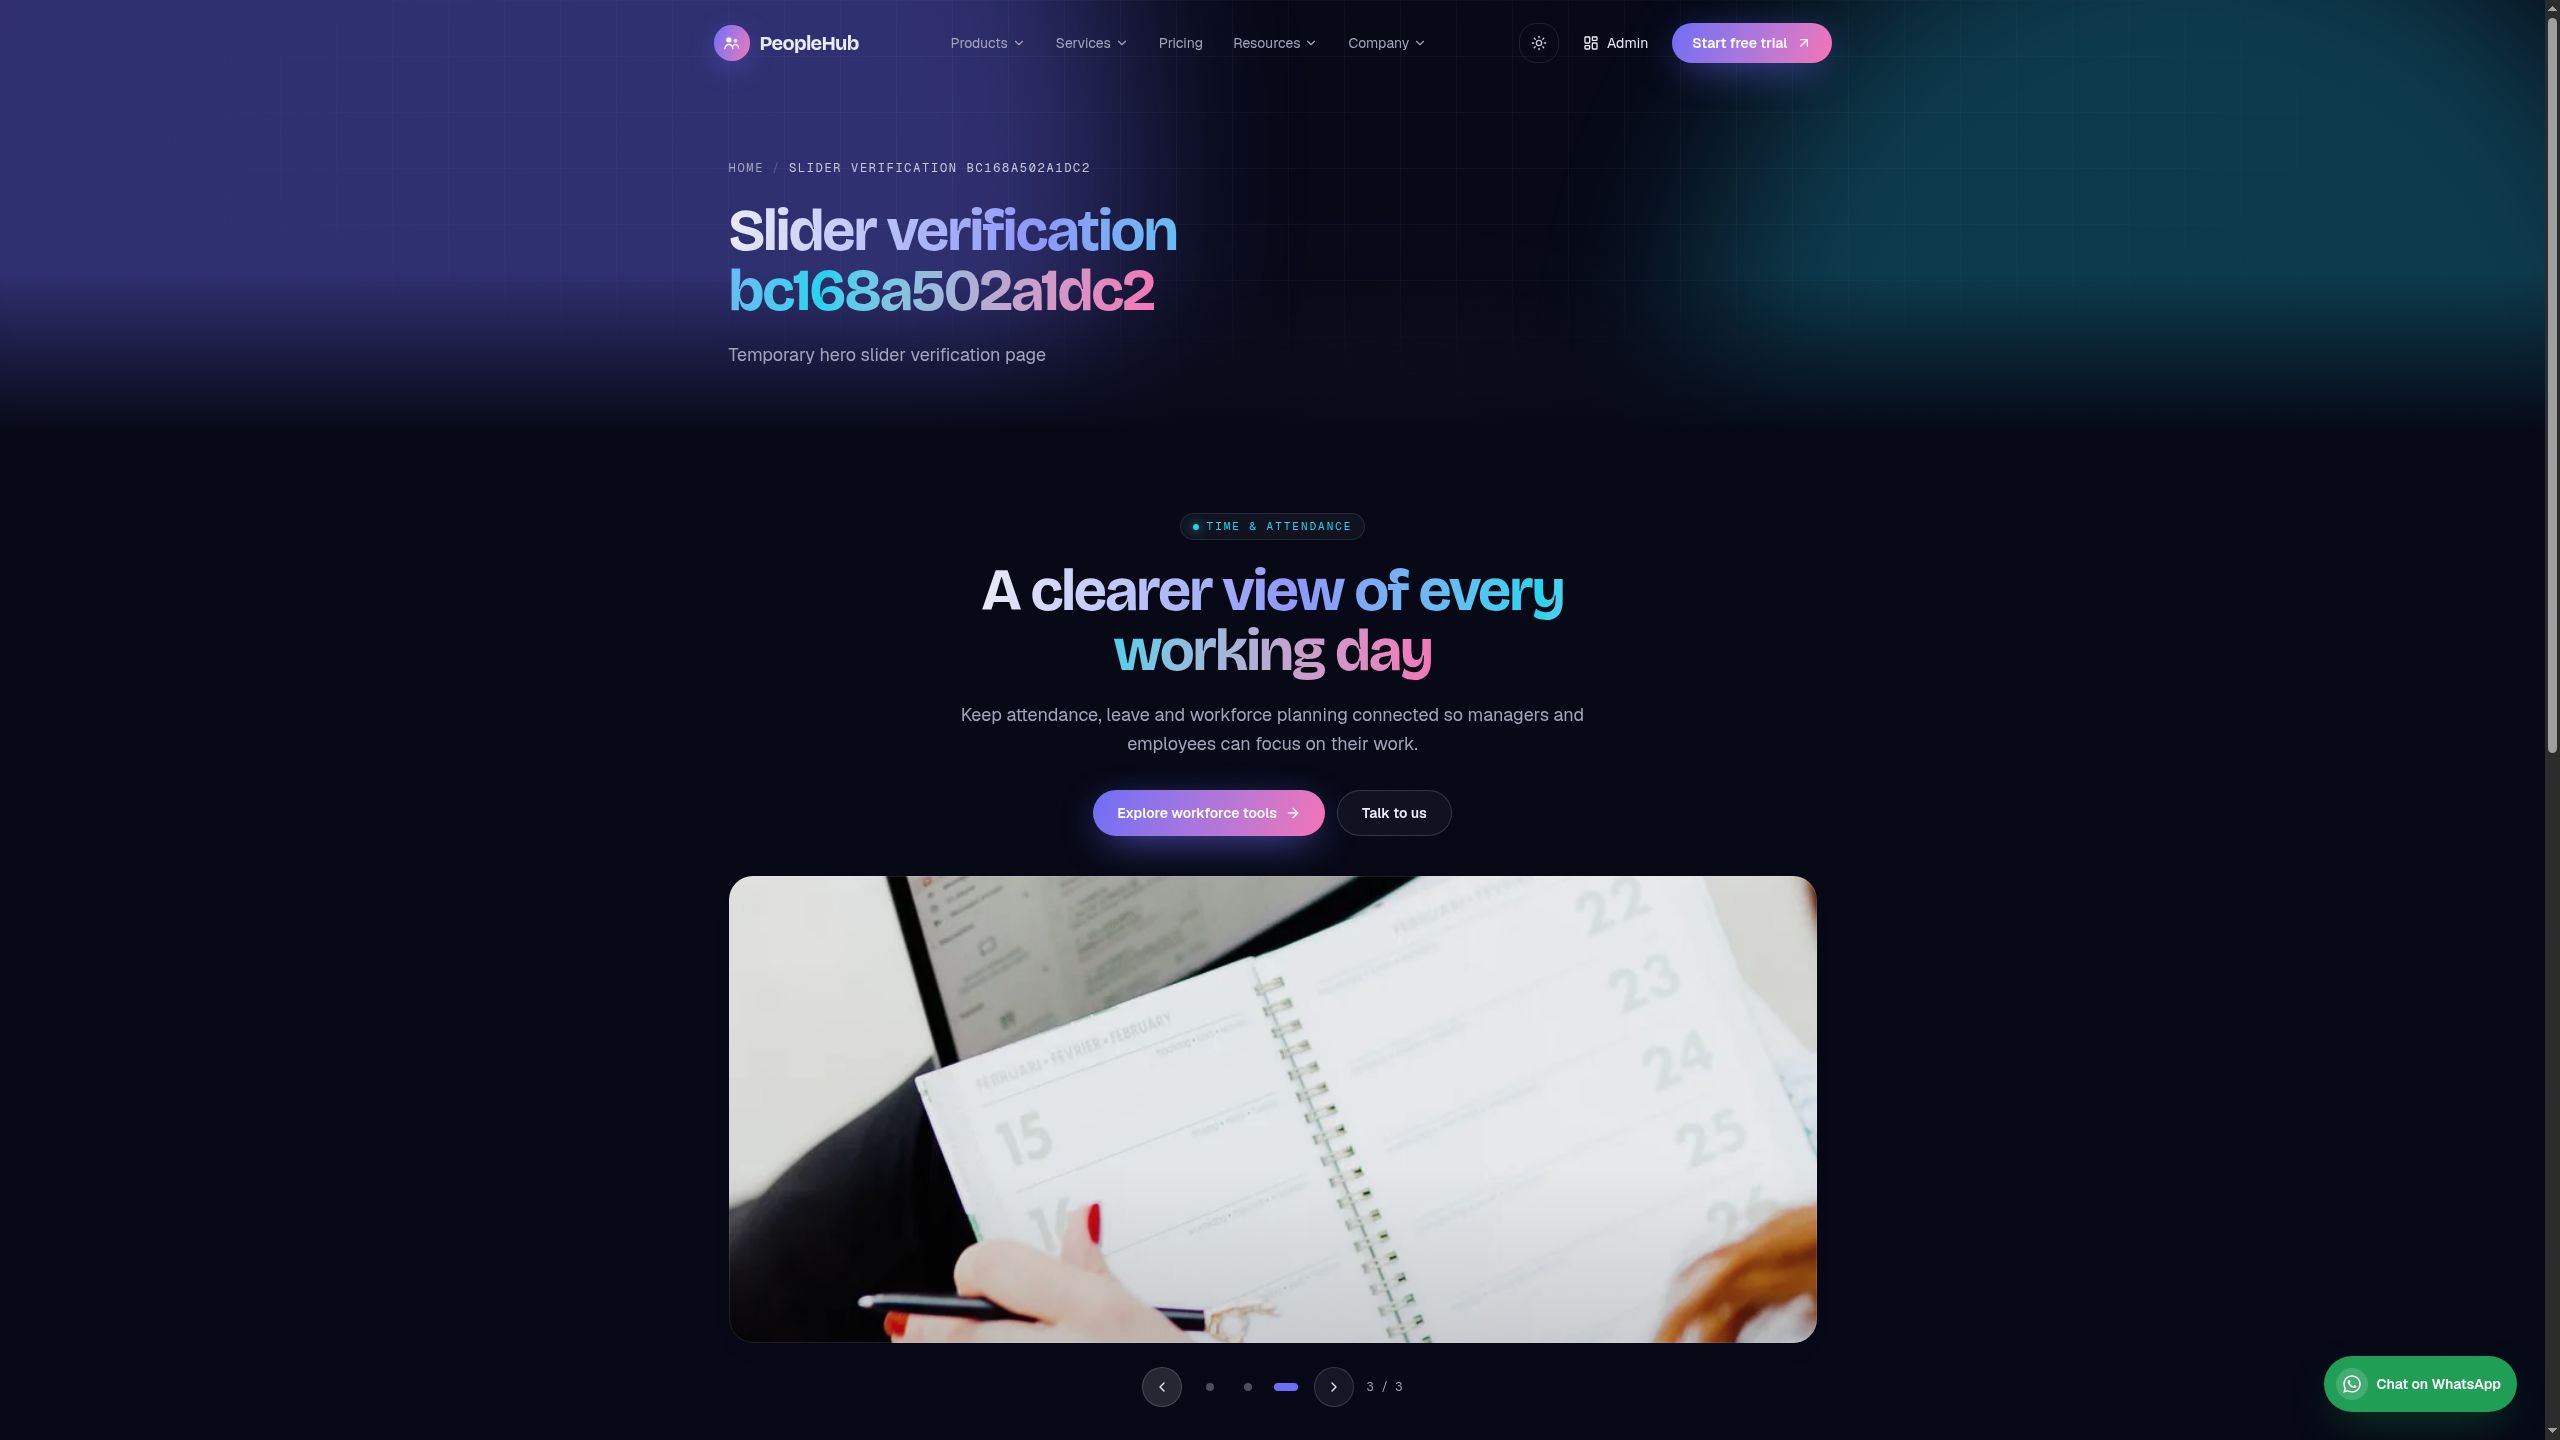 PeopleHub
Products
Services
Pricing
Resources
Company
Admin
Start free trial
HOME / SLIDER VERIFICATION BC168A502A1DC2
Slider verification
bc168a502a1dc2
Temporary hero slider verification page
TIME & ATTENDANCE
A clearer view of every
working day
Keep attendance, leave and workforce planning connected so managers and
employees can focus on their work.
Explore workforce tools
Talk to us
22
23
FEBRUARI • FÉVRIER • FEBRUARY
24
15
25
16
26
3 / 3
Chat on WhatsApp